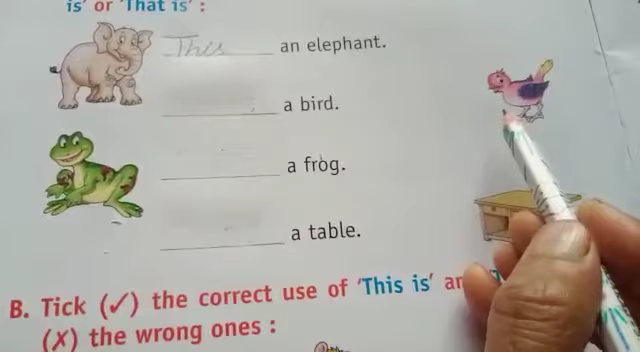 is' or 'That is' :
This an elephant.
a bird.
a frog.
a table.
B. Tick (✓) the correct use of 'This is' an
(✗) the wrong ones :